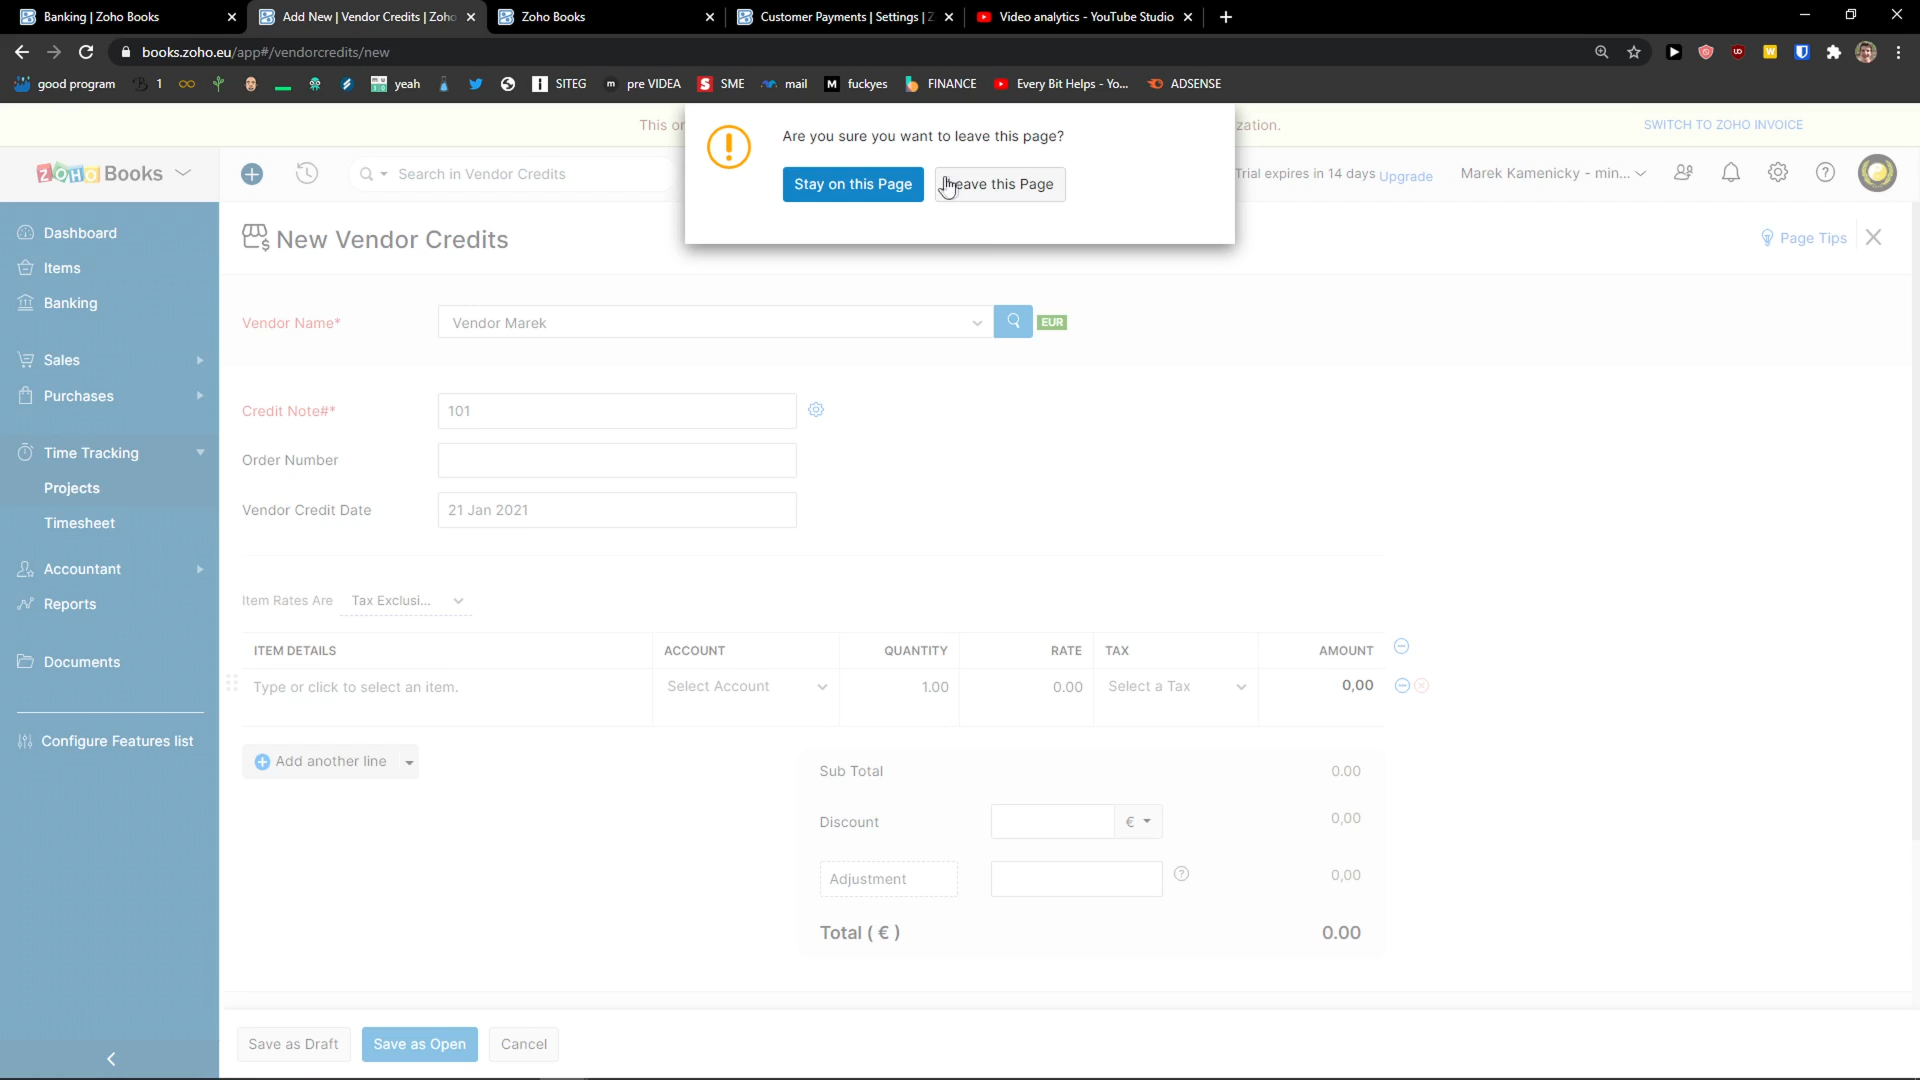 Banking | Zoho Books
Add New | Vendor Credits | Zoho
Zoho Books
Customer Payments | Settings | Z
Video analytics - YouTube Studio
books.zoho.eu/app#/vendorcredits/new
good program
1
yeah
SITEG
pre VIDEA
SME
mail
fuckyes
FINANCE
Every Bit Helps - Yo...
ADSENSE
This or
zation.
SWITCH TO ZOHO INVOICE
Are you sure you want to leave this page?
Stay on this Page
Leave this Page
ZOHO Books
Search in Vendor Credits
Trial expires in 14 days
Upgrade
Marek Kamenicky - min...
Dashboard
Items
Banking
Sales
Purchases
Time Tracking
Projects
Timesheet
Accountant
Reports
Documents
Configure Features list
New Vendor Credits
Page Tips
Vendor Name*
Vendor Marek
EUR
Credit Note#*
101
Order Number
Vendor Credit Date
21 Jan 2021
Item Rates Are
Tax Exclusi...
ITEM DETAILS
ACCOUNT
QUANTITY
RATE
TAX
AMOUNT
Type or click to select an item.
Select Account
1.00
0.00
Select a Tax
0,00
Add another line
Sub Total
0.00
Discount
€
0,00
Adjustment
0,00
Total ( € )
0.00
Save as Draft
Save as Open
Cancel